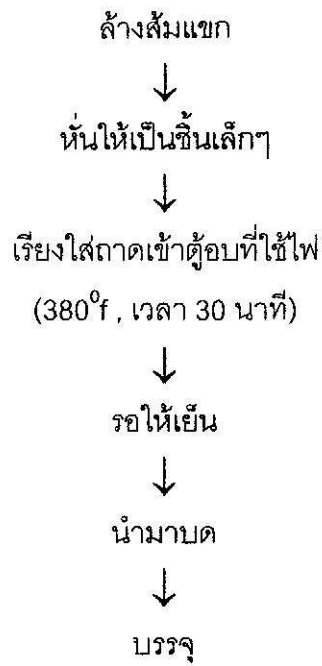 ล้างส้มแขก
↓
หั่นให้เป็นชิ้นเล็กๆ
↓
เรียงใส่ถาดเข้าตู้อบที่ใช้ไฟ
(380⁰f , เวลา 30 นาที)
↓
รอให้เย็น
↓
นำมาบด
↓
บรรจุ